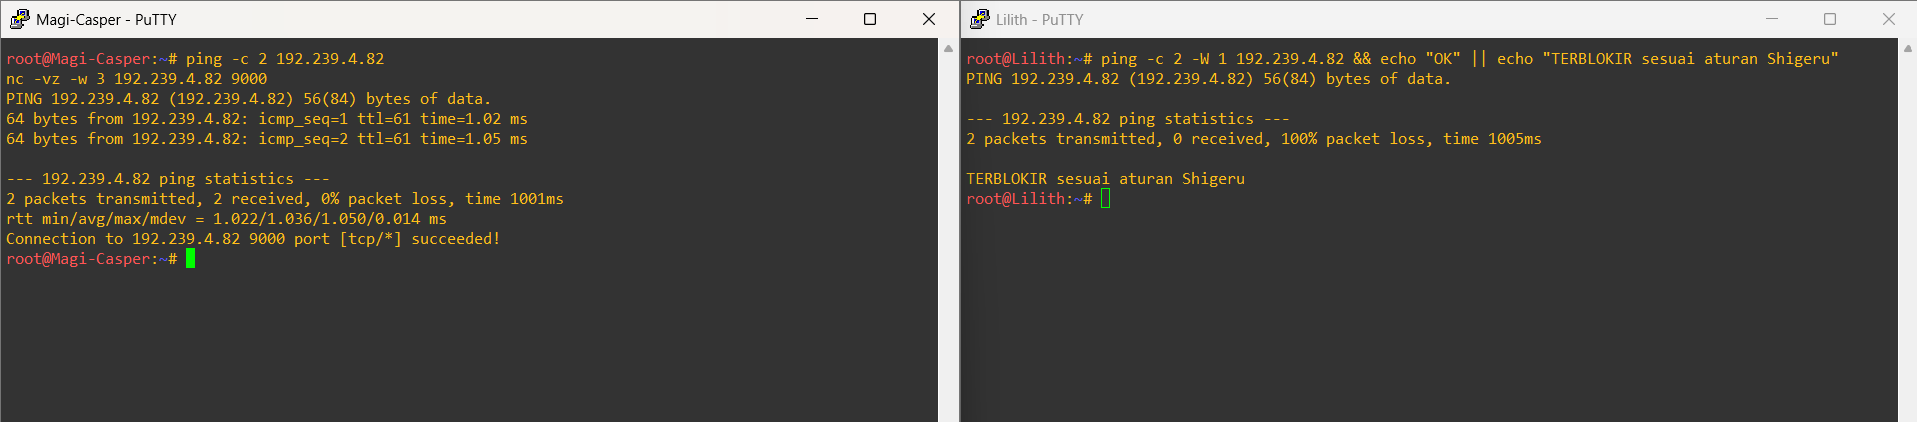 Magi-Casper - PuTTY
root@Magi-Casper:~# ping -c 2 192.239.4.82
nc -vz -w 3 192.239.4.82 9000
PING 192.239.4.82 (192.239.4.82) 56(84) bytes of data.
64 bytes from 192.239.4.82: icmp_seq=1 ttl=61 time=1.02 ms
64 bytes from 192.239.4.82: icmp_seq=2 ttl=61 time=1.05 ms
--- 192.239.4.82 ping statistics ---
2 packets transmitted, 2 received, 0% packet loss, time 1001ms
rtt min/avg/max/mdev = 1.022/1.036/1.050/0.014 ms
Connection to 192.239.4.82 9000 port [tcp/*] succeeded!
root@Magi-Casper:~#
Lilith - PuTTY
root@Lilith:~# ping -c 2 -W 1 192.239.4.82 && echo "OK" || echo "TERBLOKIR sesuai aturan Shigeru"
PING 192.239.4.82 (192.239.4.82) 56(84) bytes of data.
--- 192.239.4.82 ping statistics ---
2 packets transmitted, 0 received, 100% packet loss, time 1005ms
TERBLOKIR sesuai aturan Shigeru
root@Lilith:~#